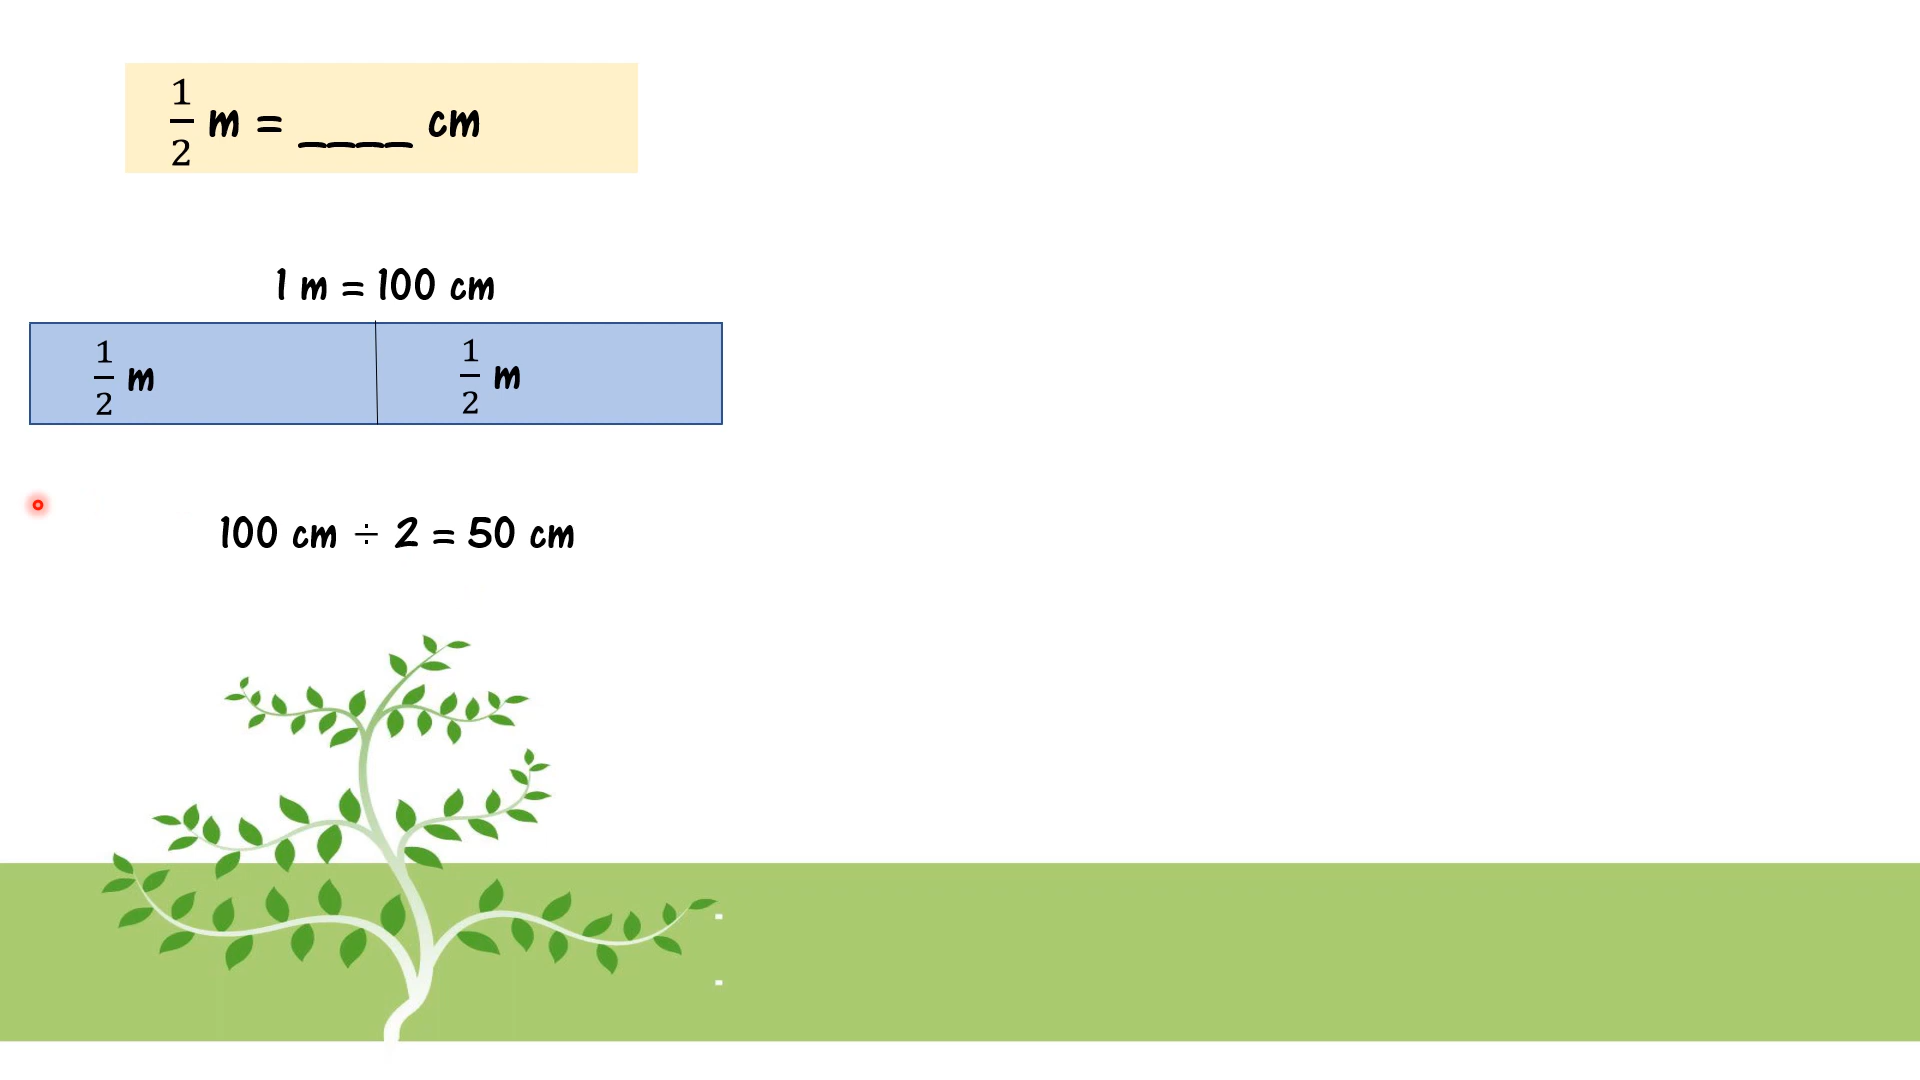 1/2 m = ____ cm
1 m = 100 cm
1/2 m 1/2 m
100 cm ÷ 2 = 50 cm